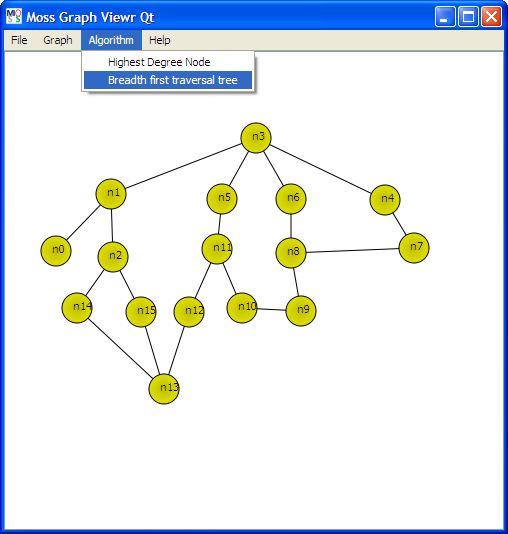 Moss Graph Viewr Qt
File Graph Algorithm Help
Highest Degree Node
Breadth first traversal tree
n3
n1
n5
n6
n4
n0
n2
n11
n8
n7
n14
n15
n12
n10
n9
n13